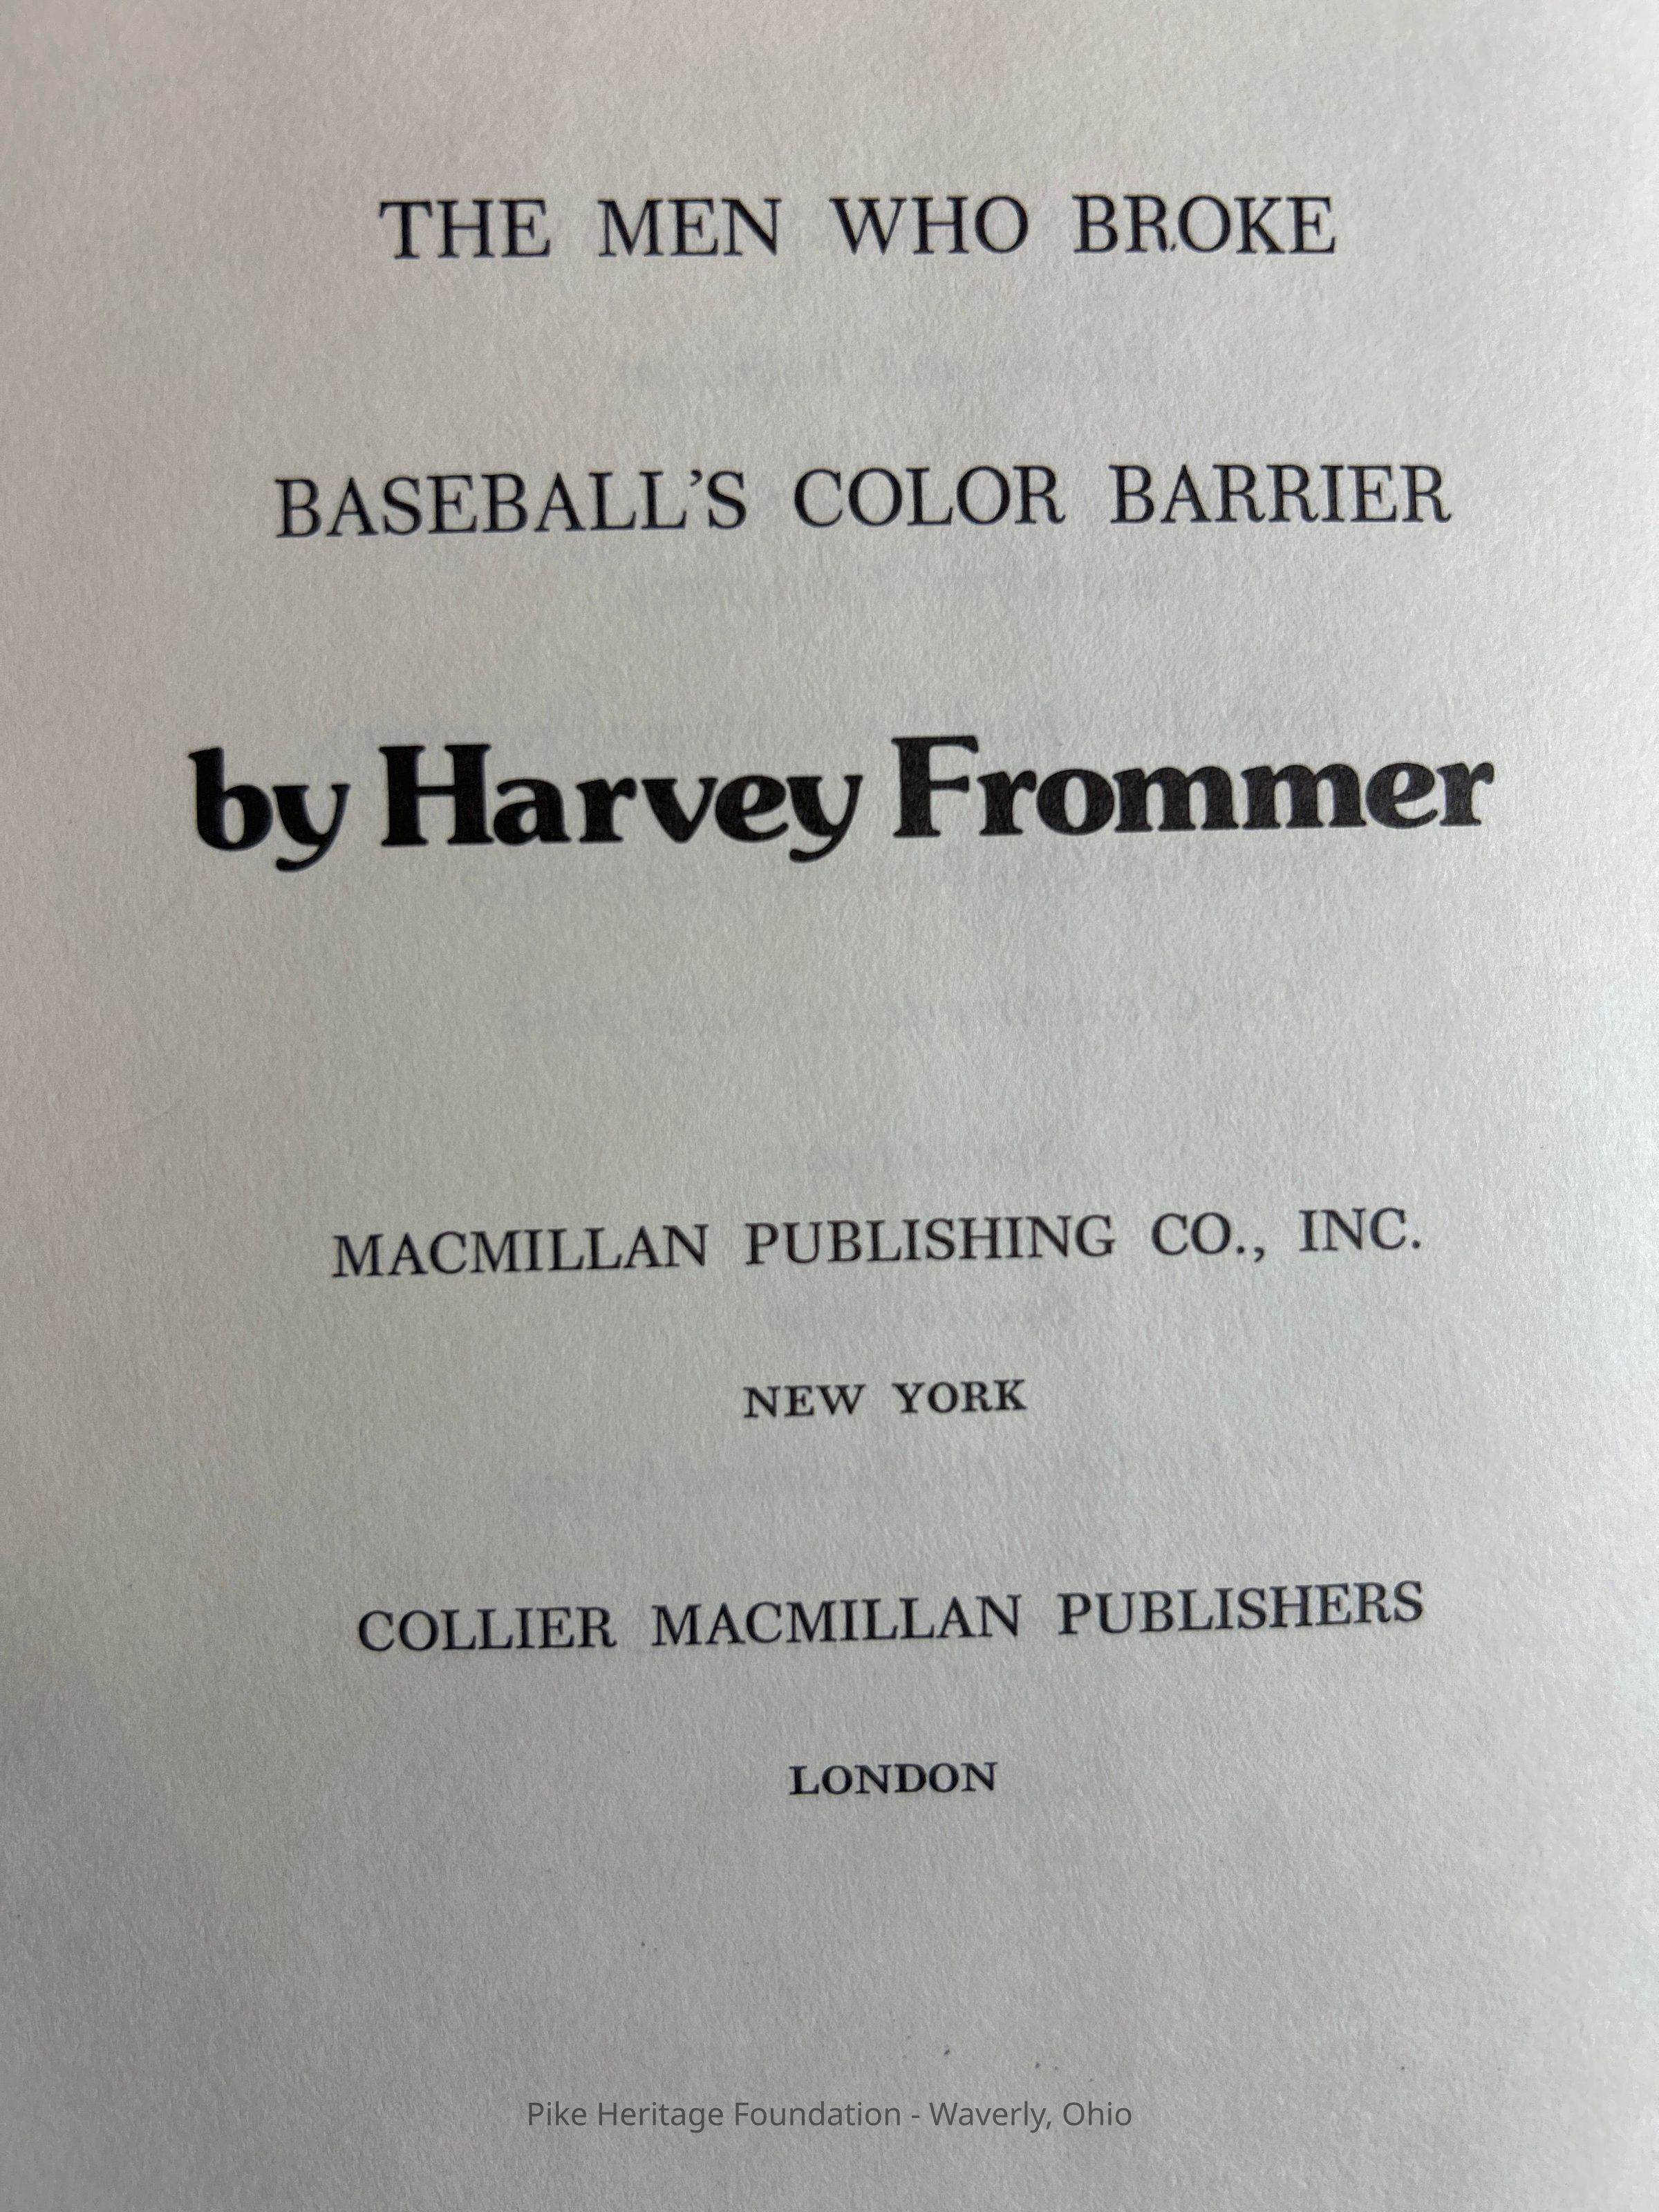 THE MEN WHO BROKE
BASEBALL’S COLOR BARRIER
by Harvey Frommer
MACMILLAN PUBLISHING CO., INC.
NEW YORK
COLLIER MACMILLAN PUBLISHERS
LONDON
Pike Heritage Foundation - Waverly, Ohio